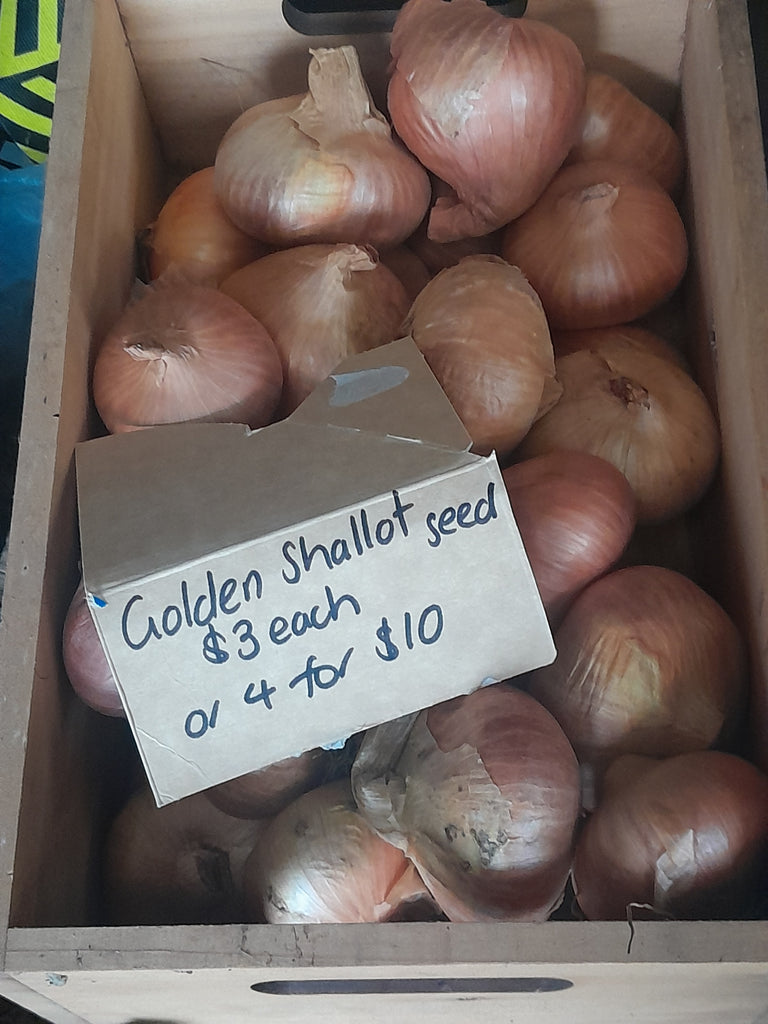 Golden Shallot seed
$3 each
or 4 for $10